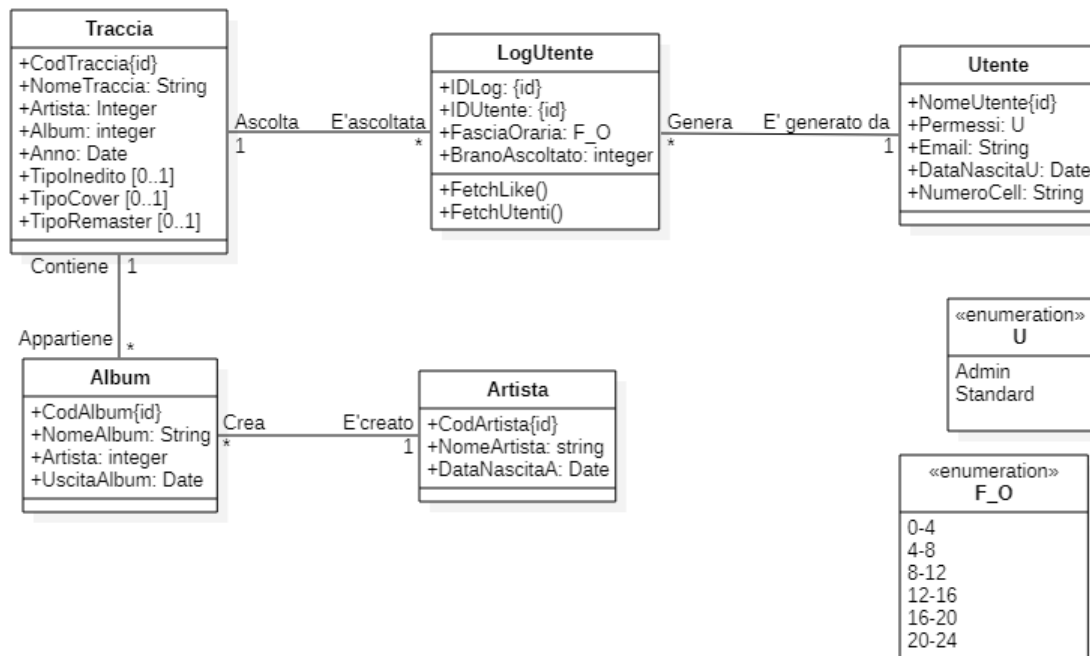 Traccia
+CodTraccia{id}
+NomeTraccia: String
+Artista: Integer
+Album: integer
+Anno: Date
+TipoInedito [0..1]
+TipoCover [0..1]
+TipoRemaster [0..1]
Ascolta
1
E'ascoltata
*
LogUtente
+IDLog: {id}
+IDUtente: {id}
+FasciaOraria: F_O
+BranoAscoltato: integer
+FetchLike()
+FetchUtenti()
Genera
*
E' generato da
1
Utente
+NomeUtente{id}
+Permessi: U
+Email: String
+DataNascitaU: Date
+NumeroCell: String
Contiene
1
Appartiene
*
Album
+CodAlbum{id}
+NomeAlbum: String
+Artista: integer
+UscitaAlbum: Date
Crea
*
E'creato
1
Artista
+CodArtista{id}
+NomeArtista: string
+DataNascitaA: Date
«enumeration»
U
Admin
Standard
«enumeration»
F_O
0-4
4-8
8-12
12-16
16-20
20-24